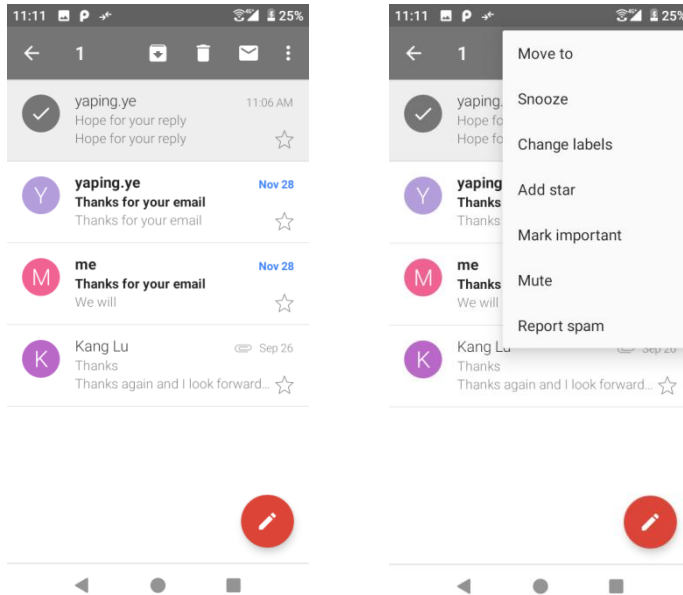 11:11 P 4G+ 25%
1
yaping.ye 11:06 AM
Hope for your reply
Hope for your reply
Y
yaping.ye Nov 28
Thanks for your email
Thanks for your email
M
me Nov 28
Thanks for your email
We will
K
Kang Lu Sep 26
Thanks
Thanks again and I look forward...
11:11 P 4G+ 25%
1
Move to
Snooze
Change labels
Add star
Mark important
Mute
Report spam
yaping.
Hope fo
Hope fo
Y
yaping
Thanks
Thanks
M
me
Thanks
We will
K
Kang Lu Sep 26
Thanks
Thanks again and I look forward...